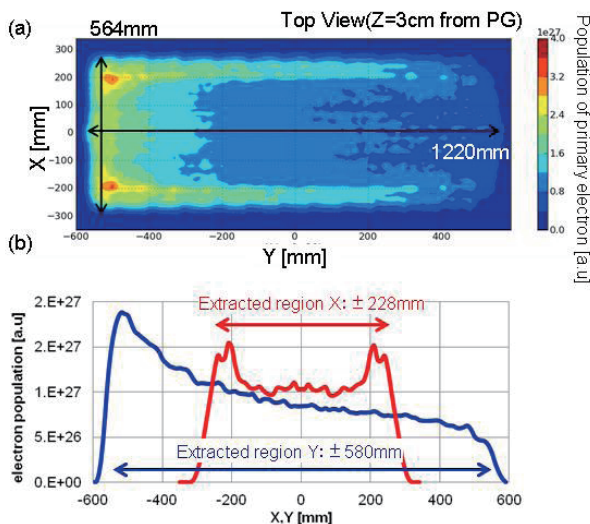 (a)
Top View(Z=3cm from PG)
564mm
1220mm
X [mm]
300
200
100
0
-100
-200
-300
-600 -400 -200 0 200 400 600
Y [mm]
1e27
4.0
3.2
2.4
1.6
0.8
0.0
Population of primary electron [a.u]
(b)
electron population [a.u]
2.E+27
2.E+27
1.E+27
5.E+26
0.E+00
Extracted region X: ± 228mm
Extracted region Y: ± 580mm
-600 -400 -200 0 200 400 600
X,Y [mm]